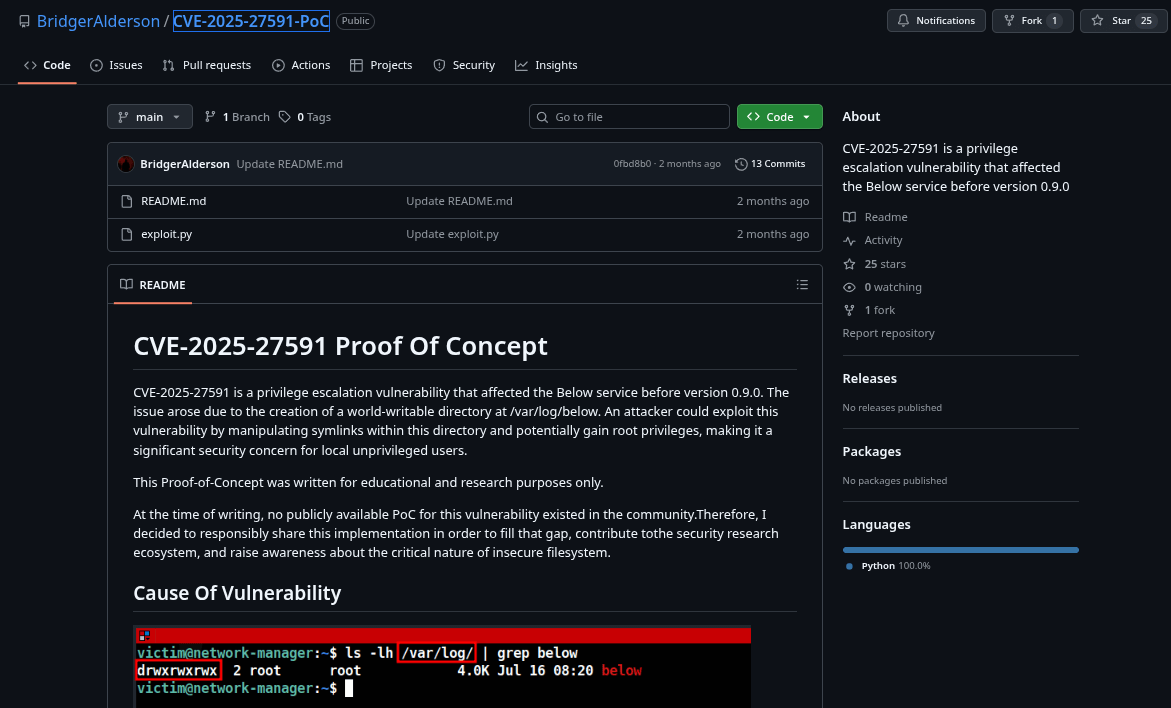 BridgerAlderson / CVE-2025-27591-PoC Public
Notifications Fork 1 Star 25
Code Issues Pull requests Actions Projects Security Insights
main 1 Branch 0 Tags Go to file Code
BridgerAlderson Update README.md 0fbd8b0 · 2 months ago 13 Commits
README.md Update README.md 2 months ago
exploit.py Update exploit.py 2 months ago
README
CVE-2025-27591 Proof Of Concept
CVE-2025-27591 is a privilege escalation vulnerability that affected the Below service before version 0.9.0. The
issue arose due to the creation of a world-writable directory at /var/log/below. An attacker could exploit this
vulnerability by manipulating symlinks within this directory and potentially gain root privileges, making it a
significant security concern for local unprivileged users.
This Proof-of-Concept was written for educational and research purposes only.
At the time of writing, no publicly available PoC for this vulnerability existed in the community.Therefore, I
decided to responsibly share this implementation in order to fill that gap, contribute tothe security research
ecosystem, and raise awareness about the critical nature of insecure filesystem.
Cause Of Vulnerability
victim@network-manager:~$ ls -lh /var/log/ | grep below
drwxrwxrwx 2 root root 4.0K Jul 16 08:20 below
victim@network-manager:~$
About
CVE-2025-27591 is a privilege
escalation vulnerability that affected
the Below service before version 0.9.0
Readme
Activity
25 stars
0 watching
1 fork
Report repository
Releases
No releases published
Packages
No packages published
Languages
Python 100.0%